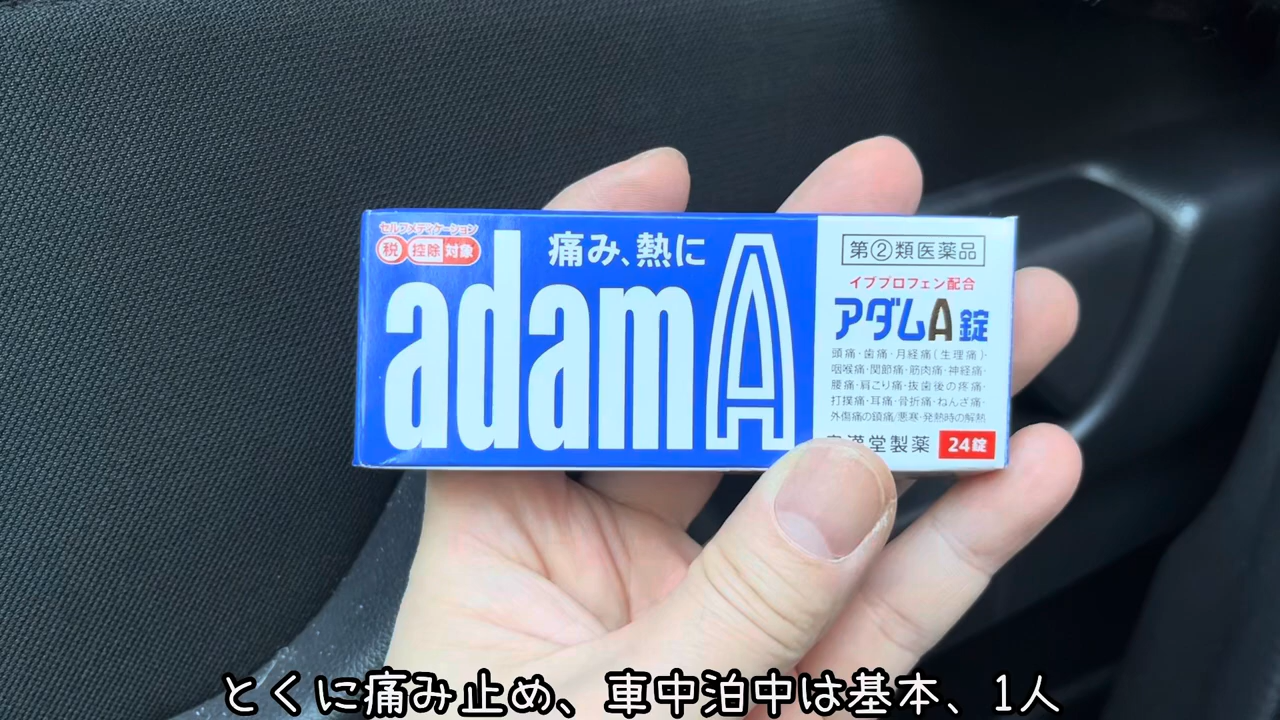 セルフメディケーション
税 控除 対象
痛み、熱に
adamA
第②類医薬品
イブプロフェン配合
アダムA錠
頭痛・歯痛・月経痛(生理痛)・
咽喉痛・関節痛・筋肉痛・神経痛・
腰痛・肩こり痛・抜歯後の疼痛・
打撲痛・耳痛・骨折痛・ねんざ痛・
外傷痛の鎮痛/悪寒・発熱時の解熱
堂製薬
24錠
とくに痛み止め、車中泊中は基本、1人